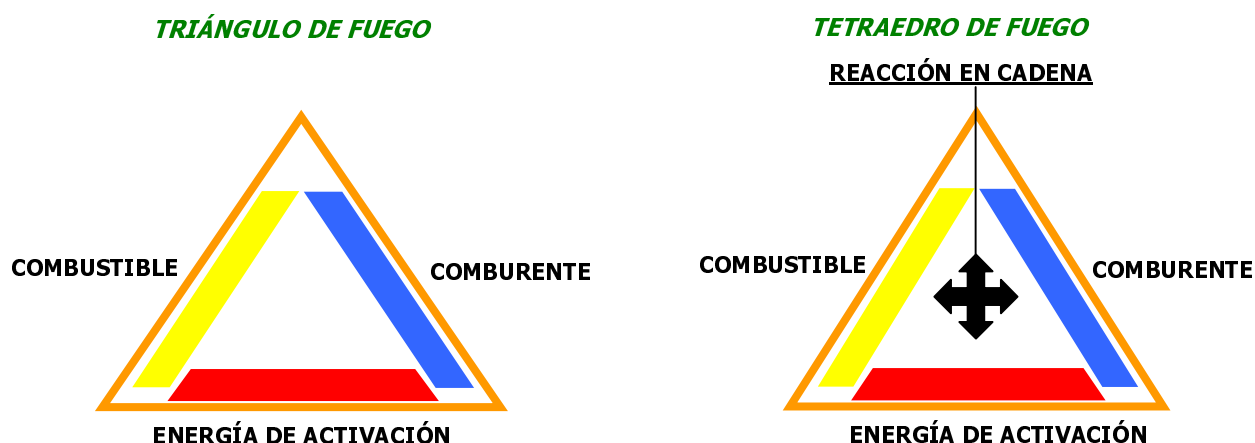 TRIÁNGULO DE FUEGO
COMBUSTIBLE
COMBURENTE
ENERGÍA DE ACTIVACIÓN
TETRAEDRO DE FUEGO
REACCIÓN EN CADENA
COMBUSTIBLE
COMBURENTE
ENERGÍA DE ACTIVACIÓN